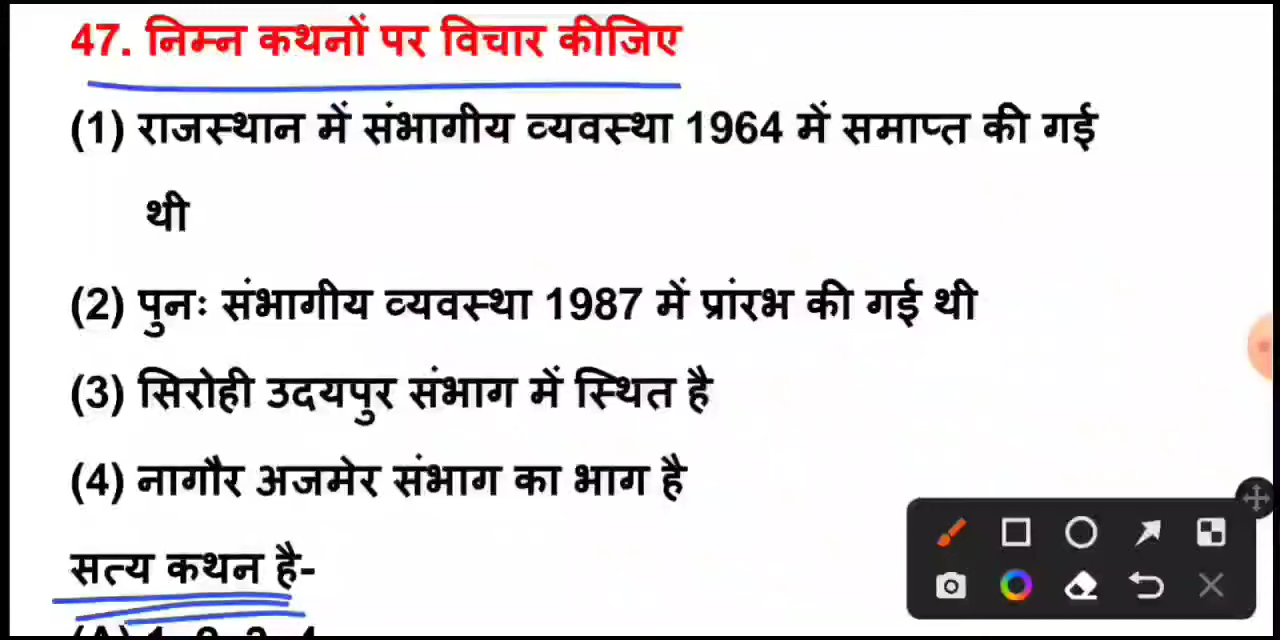 47. निम्न कथनों पर विचार कीजिए
(1) राजस्थान में संभागीय व्यवस्था 1964 में समाप्त की गई
थी
(2) पुनः संभागीय व्यवस्था 1987 में प्रांरभ की गई थी
(3) सिरोही उदयपुर संभाग में स्थित है
(4) नागौर अजमेर संभाग का भाग है
सत्य कथन है-